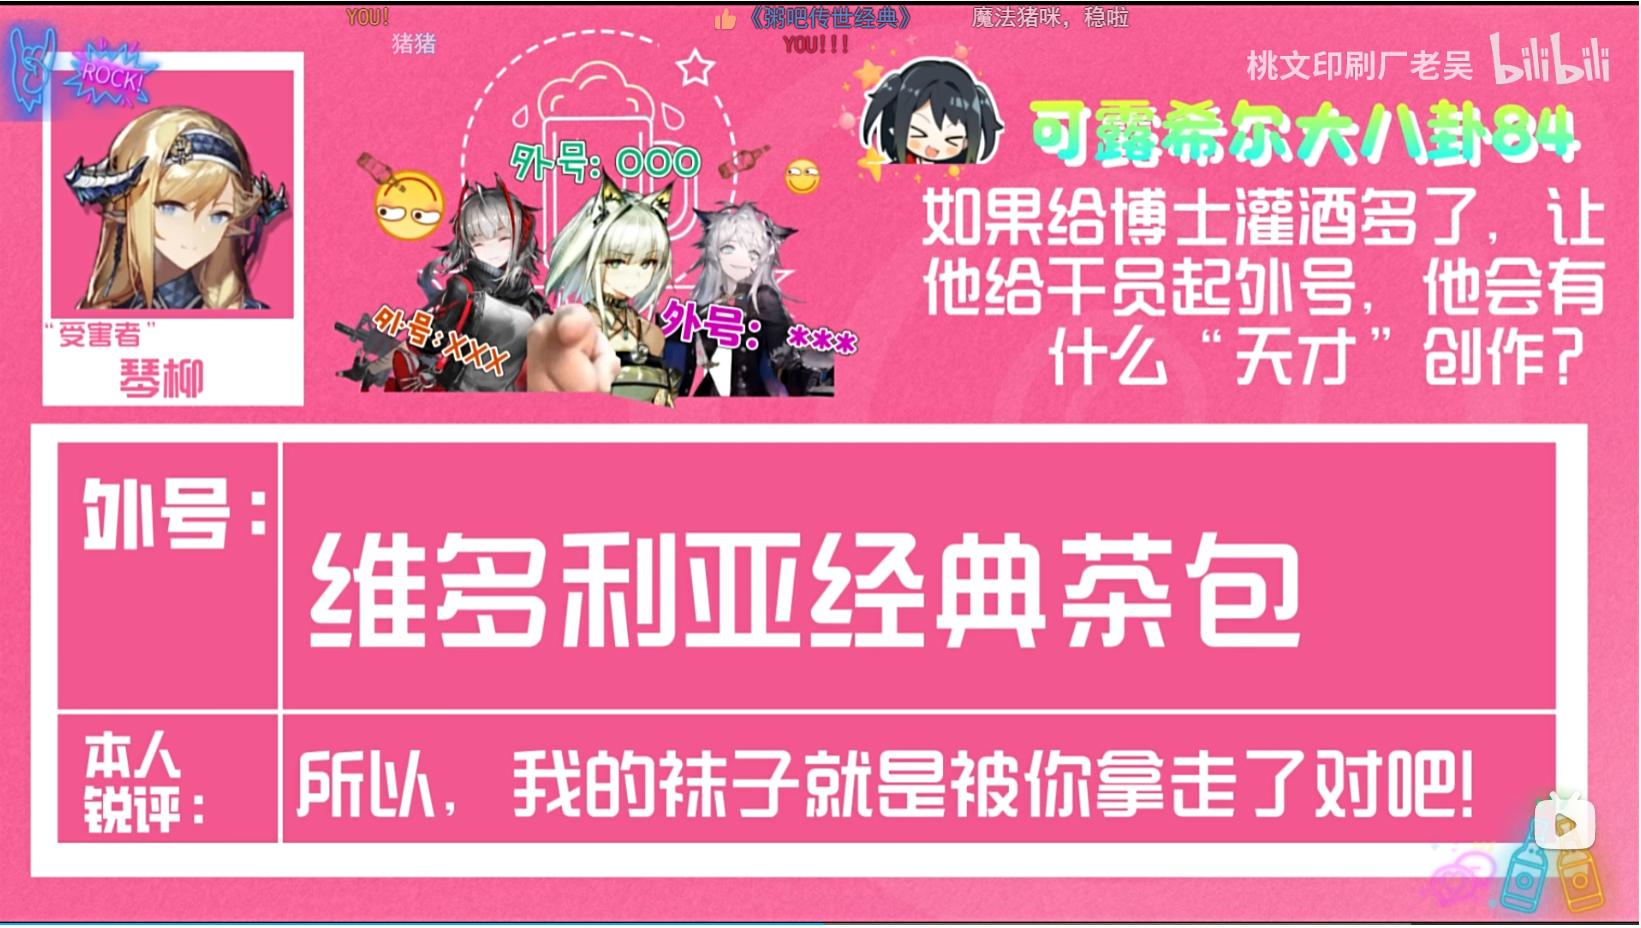 YOU!
《粥吧传世经典》
魔法猪咪，稳啦
猪猪
YOU!!!
ROCK!
桃文印刷厂老吴 bilibili
外号：OOO
可露希尔大八卦84
如果给博士灌酒多了，让
他给干员起外号，他会有
什么“天才”创作？
外号：XXX
外号：***
“受害者”
琴柳
外号：
维多利亚经典茶包
本人
锐评：
所以，我的袜子就是被你拿走了对吧！